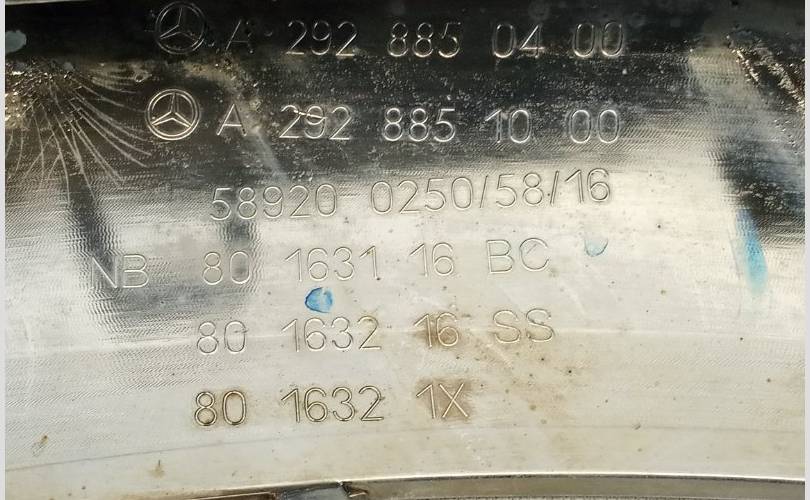 A 292 885 04 00
A 292 885 10 00
58920 0250/58/16
NB 80 1631 16 BC
80 1632 16 SS
80 1632 1X